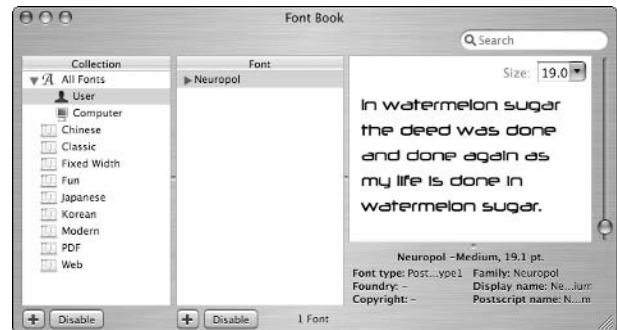 Font Book
Search
Collection
All Fonts
User
Computer
Chinese
Classic
Fixed Width
Fun
Japanese
Korean
Modern
PDF
Web
Disable
Font
Neuropol
Disable
1 Font
Size: 19.0
In watermelon sugar
the deed was done
and done again as
my life is done in
watermelon sugar.
Neuropol –Medium, 19.1 pt.
Font type: Post...ype1 Family: Neuropol
Foundry: – Display name: Ne...ium
Copyright: – Postscript name: N...m